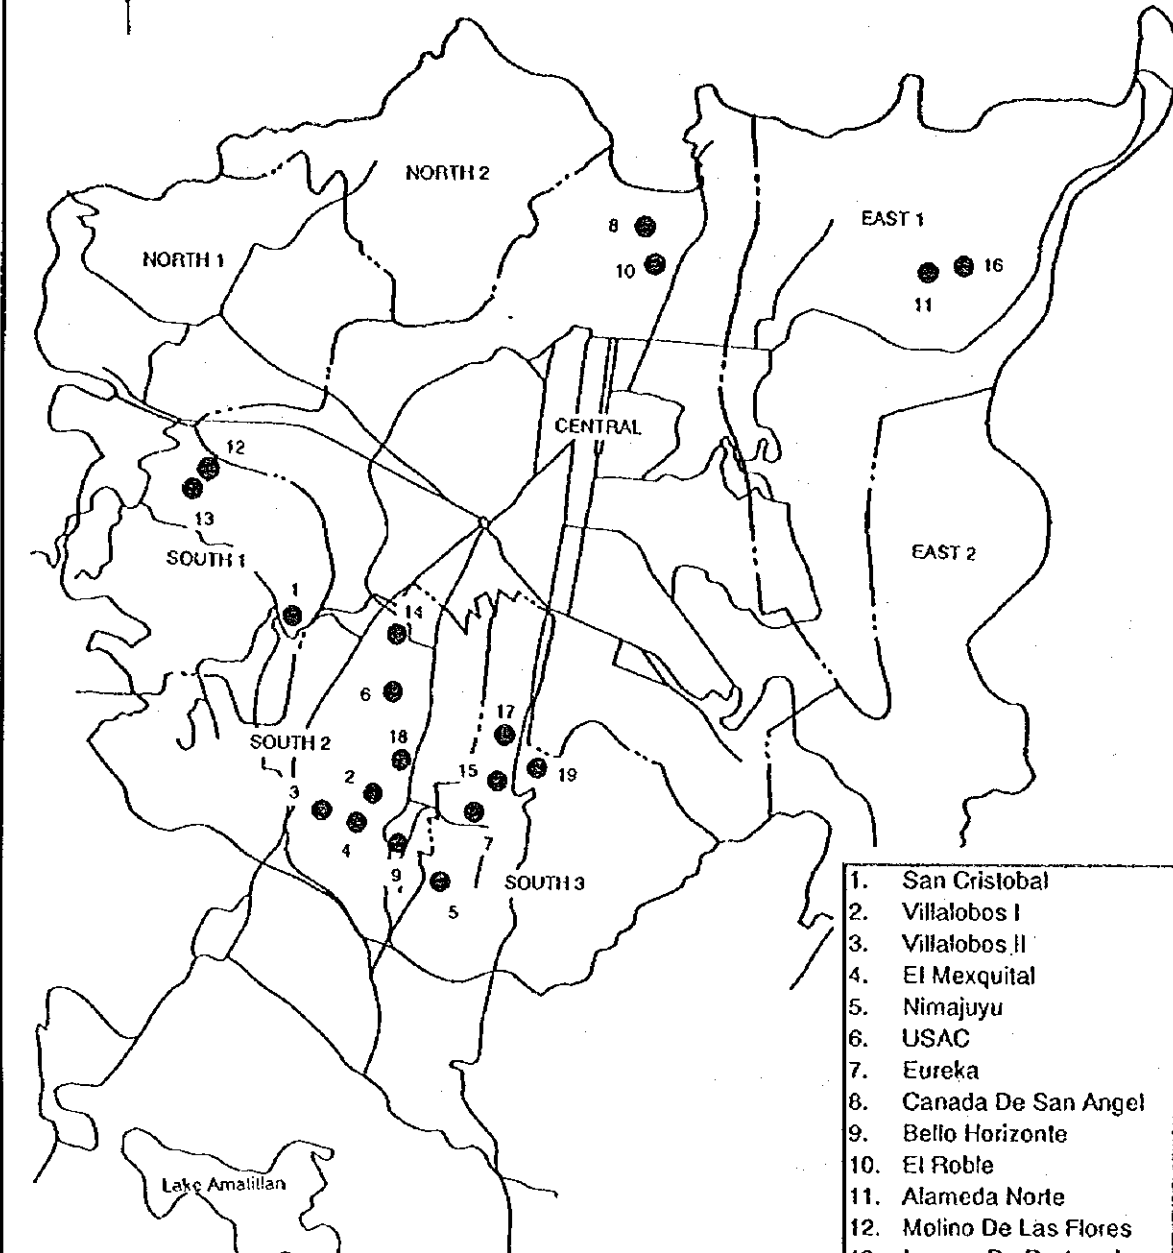 NORTH 2
EAST 1
8
NORTH 1
10
16
11
CENTRAL
12
13
EAST 2
SOUTH 1
1
14
6
17
SOUTH 2
18
2
15
19
3
4
7
9
SOUTH 3
5
Lake Amatitlan
1. San Cristobal
2. Villalobos I
3. Villalobos II
4. El Mexquital
5. Nimajuyu
6. USAC
7. Eureka
8. Canada De San Angel
9. Bello Horizonte
10. El Roble
11. Alameda Norte
12. Molino De Las Flores